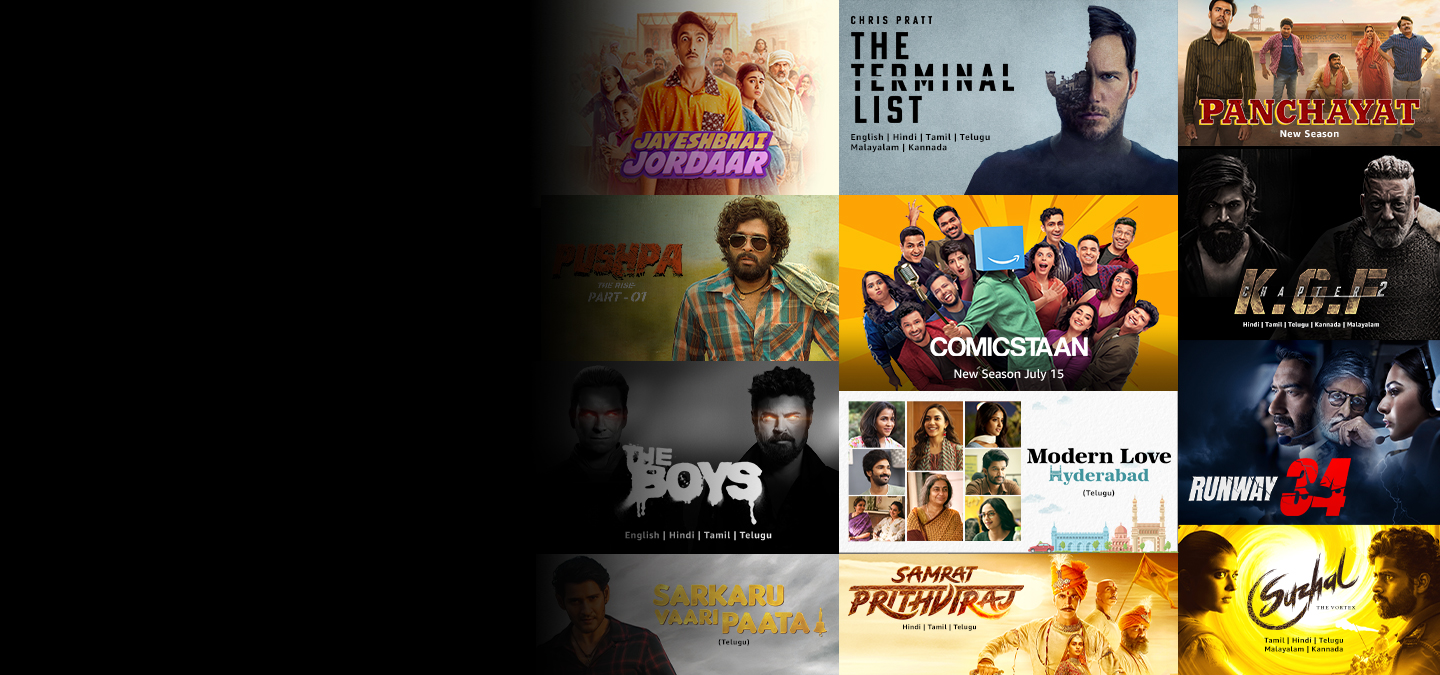 JAYESHBHAI
JORDAAR
CHRIS PRATT
THE
TERMINAL
LIST
English | Hindi | Tamil | Telugu
Malayalam | Kannada
PANCHAYAT
New Season
PUSHPA
THE RISE
PART - 01
COMICSTAAN
New Season July 15
K.G.F
CHAPTER 2
Hindi | Tamil | Telugu | Kannada | Malayalam
THE
BOYS
English | Hindi | Tamil | Telugu
Modern Love
Hyderabad
(Telugu)
RUNWAY 34
SARKARU
VAARI PAATA
(Telugu)
SAMRAT
PRITHVIRAJ
Hindi | Tamil | Telugu
Suzhal
THE VORTEX
Tamil | Hindi | Telugu
Malayalam | Kannada